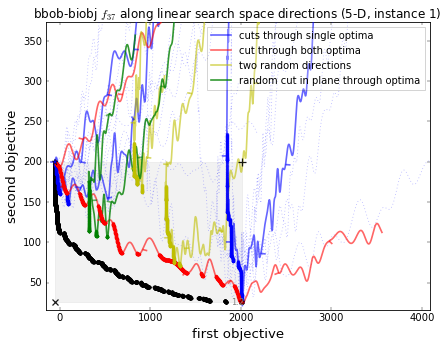 bbob-biobj f37 along linear search space directions (5-D, instance 1)
cuts through single optima
cut through both optima
two random directions
random cut in plane through optima
second objective
350
300
250
200
150
100
50
0
1000
2000
3000
4000
first objective